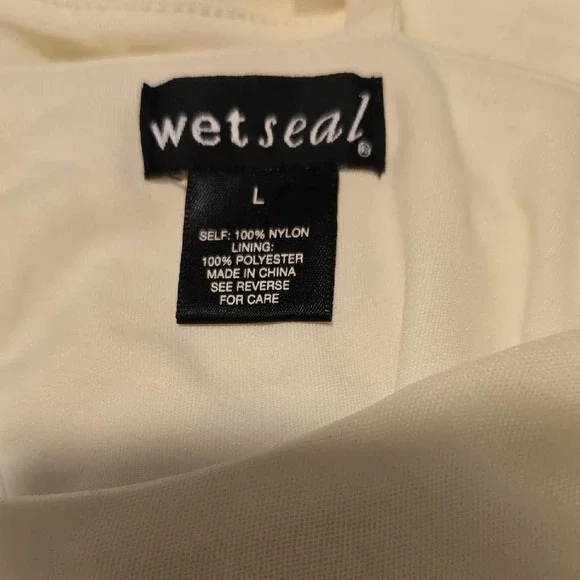 wetseal®
L
SELF: 100% NYLON
LINING:
100% POLYESTER
MADE IN CHINA
SEE REVERSE
FOR CARE